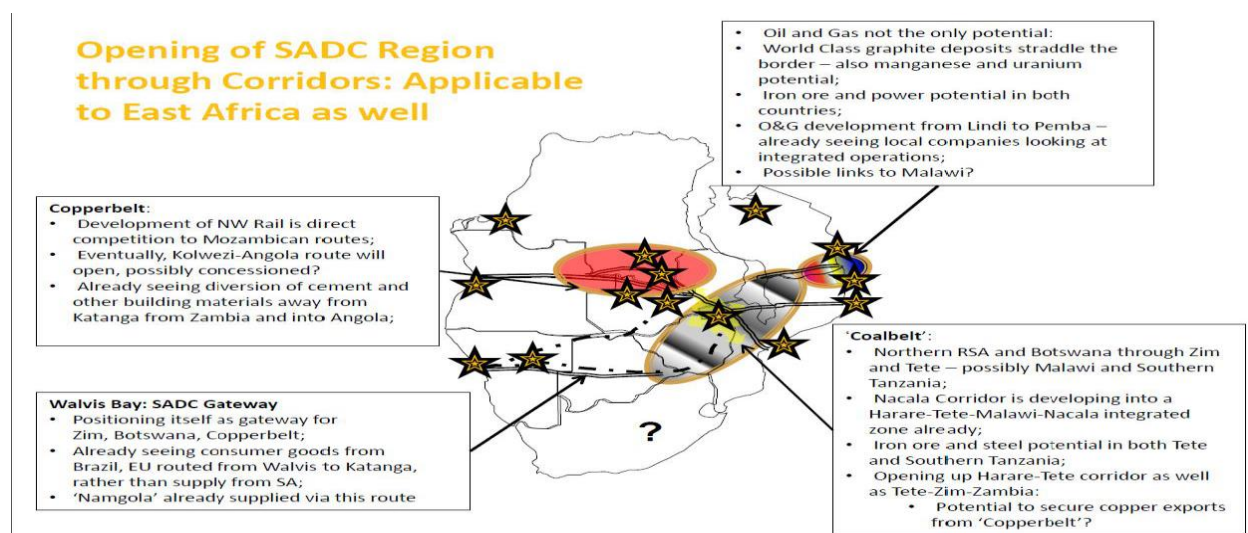 Opening of SADC Region
through Corridors: Applicable
to East Africa as well
• Oil and Gas not the only potential:
• World Class graphite deposits straddle the
border – also manganese and uranium
potential;
• Iron ore and power potential in both
countries;
• O&G development from Lindi to Pemba –
already seeing local companies looking at
integrated operations;
• Possible links to Malawi?
Copperbelt:
• Development of NW Rail is direct
competition to Mozambican routes;
• Eventually, Kolwezi-Angola route will
open, possibly concessioned?
• Already seeing diversion of cement and
other building materials away from
Katanga from Zambia and into Angola;
Walvis Bay: SADC Gateway
• Positioning itself as gateway for
Zim, Botswana, Copperbelt;
• Already seeing consumer goods from
Brazil, EU routed from Walvis to Katanga,
rather than supply from SA;
• ‘Namgola’ already supplied via this route
?
‘Coalbelt’:
• Northern RSA and Botswana through Zim
and Tete – possibly Malawi and Southern
Tanzania;
• Nacala Corridor is developing into a
Harare-Tete-Malawi-Nacala integrated
zone already;
• Iron ore and steel potential in both Tete
and Southern Tanzania;
• Opening up Harare-Tete corridor as well
as Tete-Zim-Zambia:
• Potential to secure copper exports
from ‘Copperbelt’?